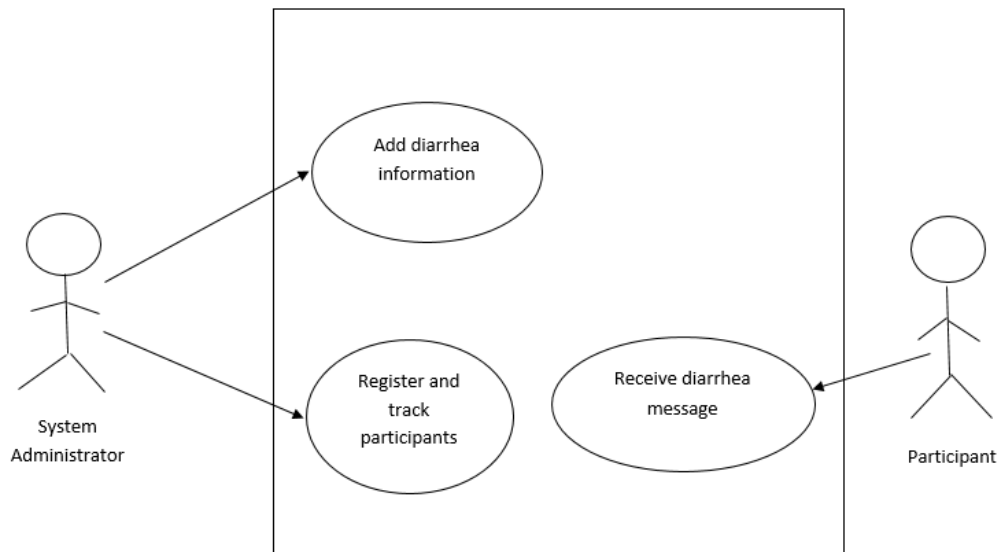 Add diarrhea
information
Register and
track
participants
Receive diarrhea
message
System
Administrator
Participant